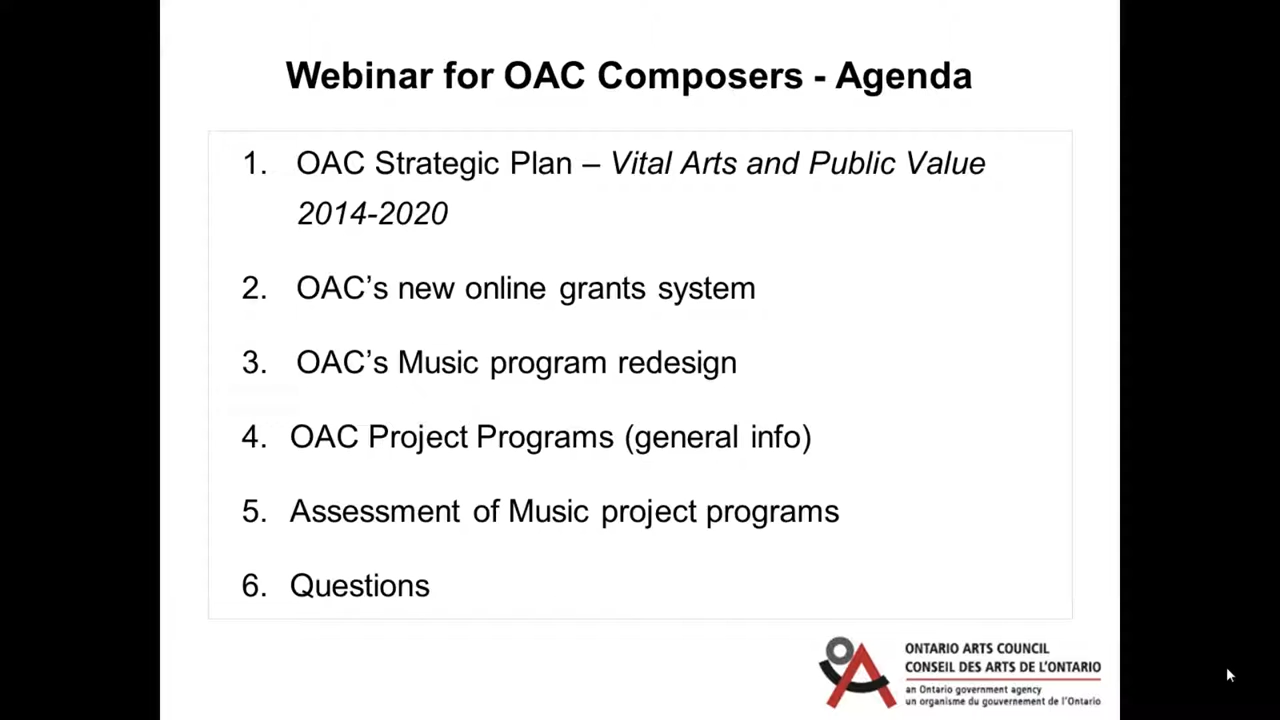 Webinar for OAC Composers - Agenda
1. OAC Strategic Plan – Vital Arts and Public Value
2014-2020
2. OAC’s new online grants system
3. OAC’s Music program redesign
4. OAC Project Programs (general info)
5. Assessment of Music project programs
6. Questions
ONTARIO ARTS COUNCIL
CONSEIL DES ARTS DE L’ONTARIO
an Ontario government agency
un organisme du gouvernement de l’Ontario